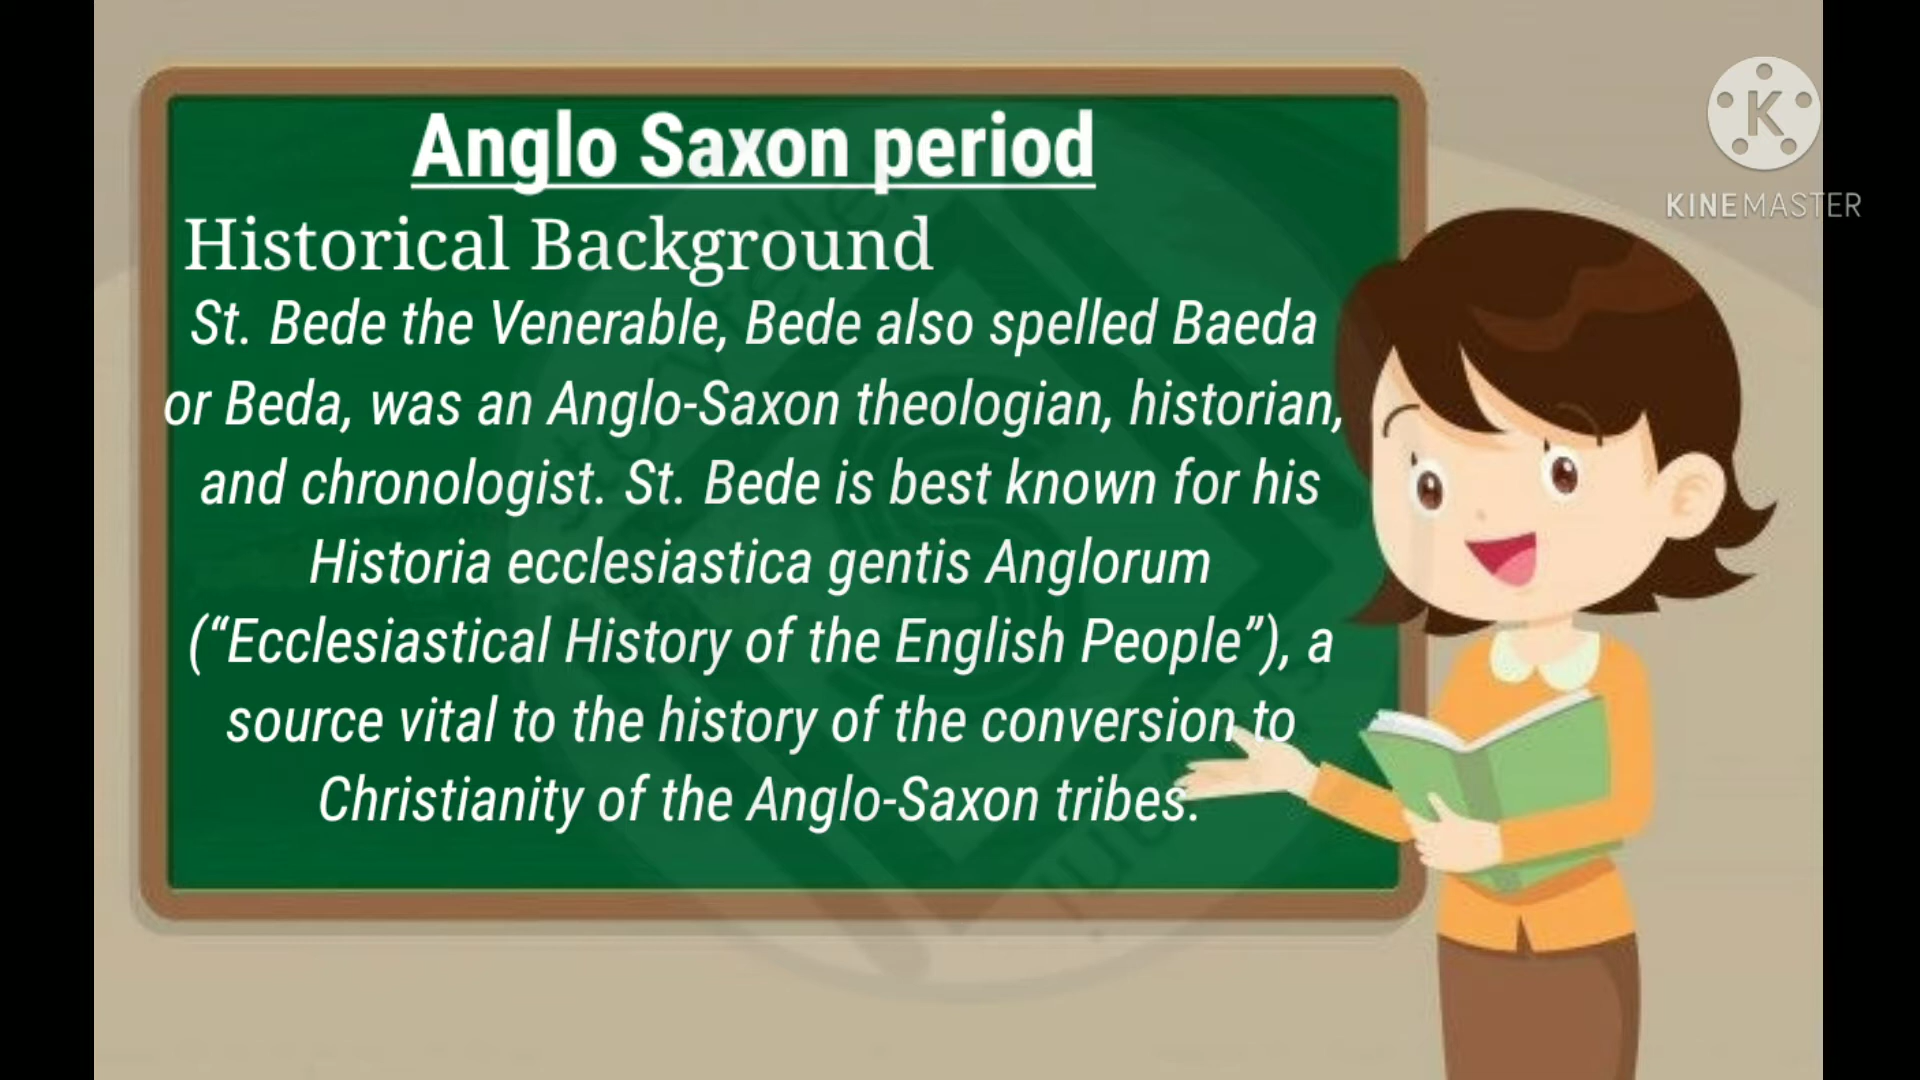 Anglo Saxon period
Historical Background
St. Bede the Venerable, Bede also spelled Baeda
or Beda, was an Anglo-Saxon theologian, historian,
and chronologist. St. Bede is best known for his
Historia ecclesiastica gentis Anglorum
(“Ecclesiastical History of the English People”), a
source vital to the history of the conversion to
Christianity of the Anglo-Saxon tribes.
K
KINEMASTER